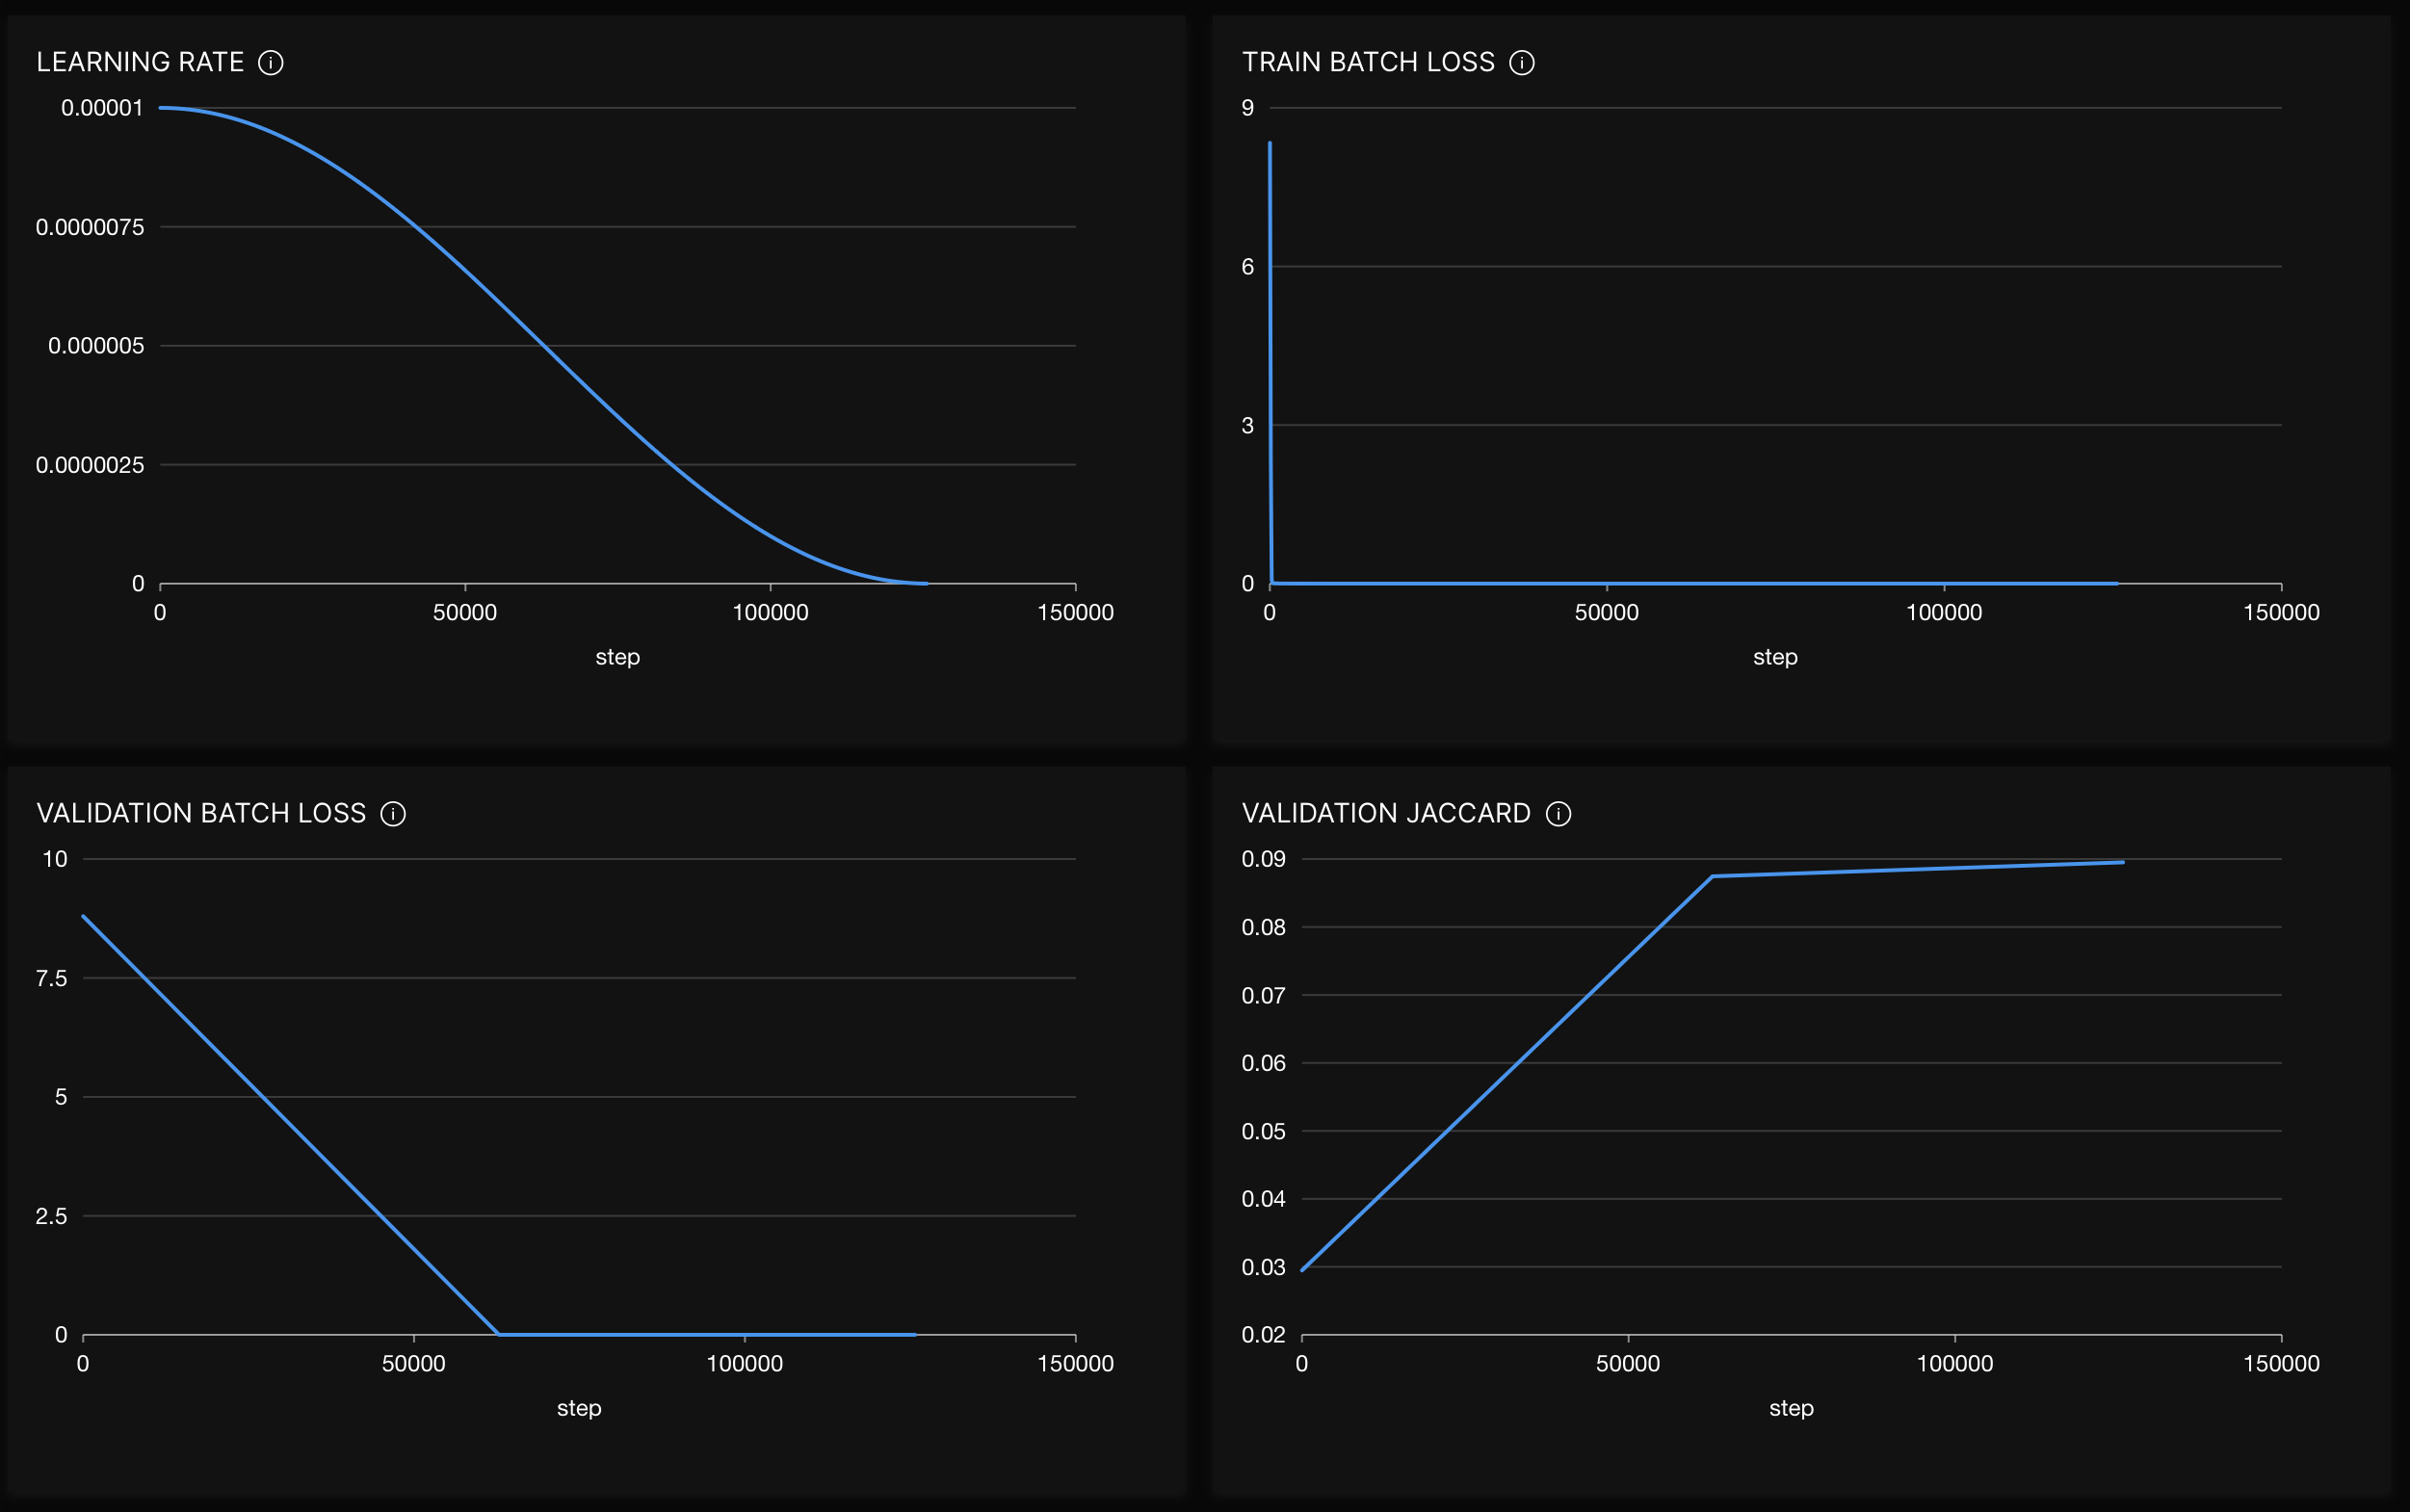 LEARNING RATE
0.00001
0.0000075
0.000005
0.0000025
0
0 50000 100000 150000
step
TRAIN BATCH LOSS
9
6
3
0
0 50000 100000 150000
step
VALIDATION BATCH LOSS
10
7.5
5
2.5
0
0 50000 100000 150000
step
VALIDATION JACCARD
0.09
0.08
0.07
0.06
0.05
0.04
0.03
0.02
0 50000 100000 150000
step